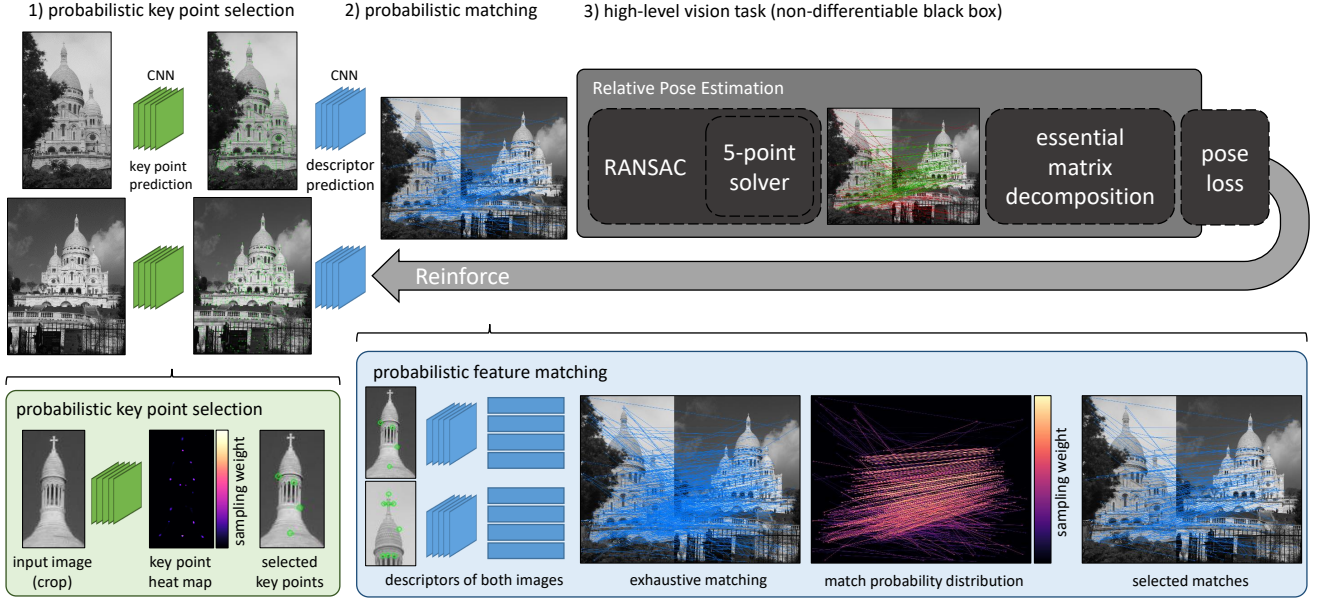 1) probabilistic key point selection
2) probabilistic matching
3) high-level vision task (non-differentiable black box)
CNN
key point
prediction
CNN
descriptor
prediction
Relative Pose Estimation
RANSAC
5-point
solver
essential
matrix
decomposition
pose
loss
Reinforce
probabilistic key point selection
sampling weight
input image
(crop)
key point
heat map
selected
key points
probabilistic feature matching
descriptors of both images
exhaustive matching
match probability distribution
sampling weight
selected matches